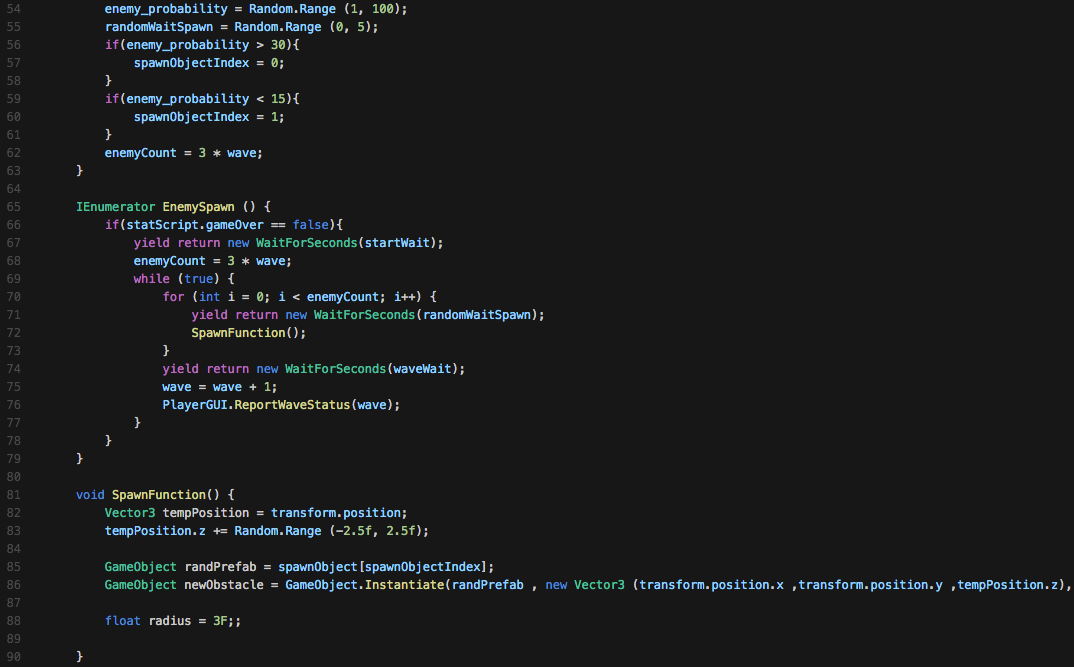 54 enemy_probability = Random.Range (1, 100);
55 randomWaitSpawn = Random.Range (0, 5);
56 if(enemy_probability > 30){
57 spawnObjectIndex = 0;
58 }
59 if(enemy_probability < 15){
60 spawnObjectIndex = 1;
61 }
62 enemyCount = 3 * wave;
63 }
64
65 IEnumerator EnemySpawn () {
66 if(statScript.gameOver == false){
67 yield return new WaitForSeconds(startWait);
68 enemyCount = 3 * wave;
69 while (true) {
70 for (int i = 0; i < enemyCount; i++) {
71 yield return new WaitForSeconds(randomWaitSpawn);
72 SpawnFunction();
73 }
74 yield return new WaitForSeconds(waveWait);
75 wave = wave + 1;
76 PlayerGUI.ReportWaveStatus(wave);
77 }
78 }
79 }
80
81 void SpawnFunction() {
82 Vector3 tempPosition = transform.position;
83 tempPosition.z += Random.Range (-2.5f, 2.5f);
84
85 GameObject randPrefab = spawnObject[spawnObjectIndex];
86 GameObject newObstacle = GameObject.Instantiate(randPrefab , new Vector3 (transform.position.x ,transform.position.y ,tempPosition.z),
87
88 float radius = 3F;;
89
90 }